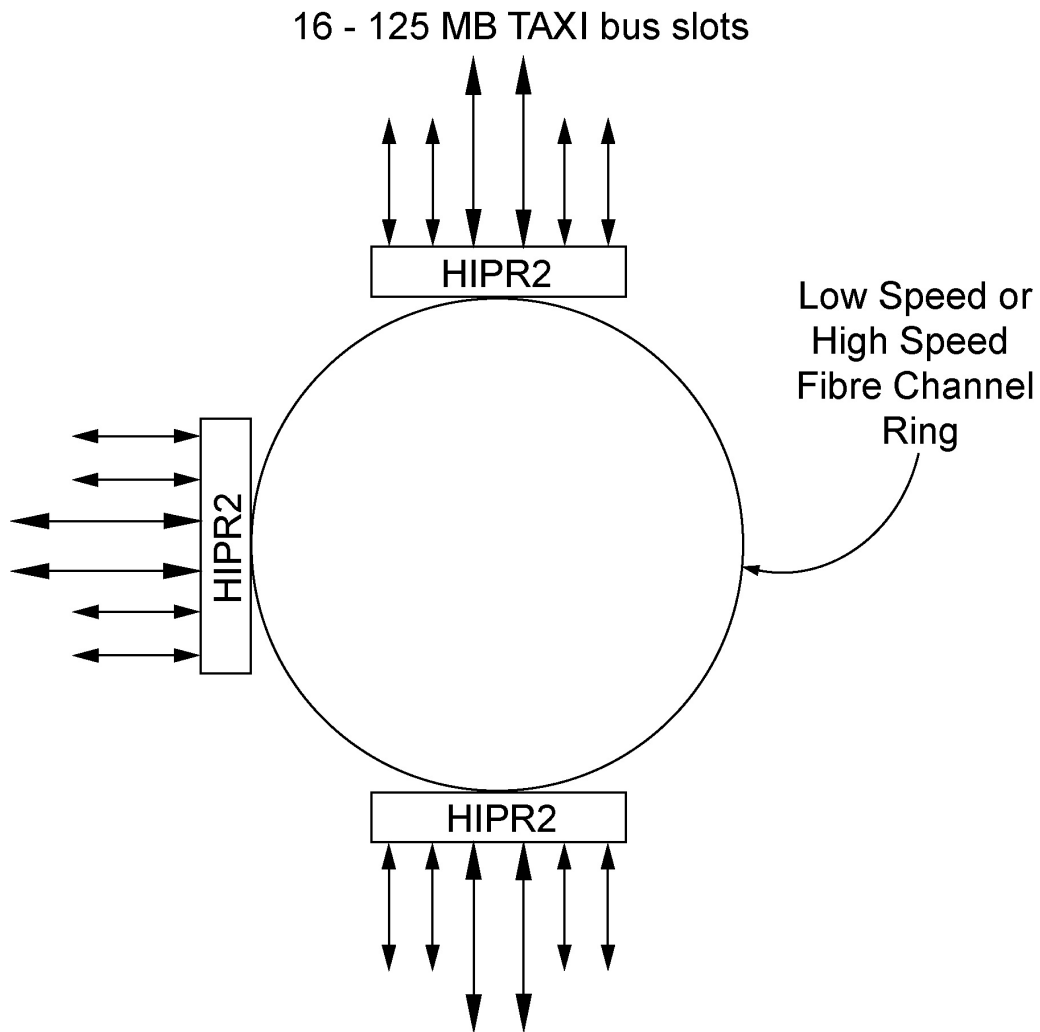 16 - 125 MB TAXI bus slots
HIPR2
Low Speed or
High Speed
Fibre Channel
Ring
HIPR2
HIPR2